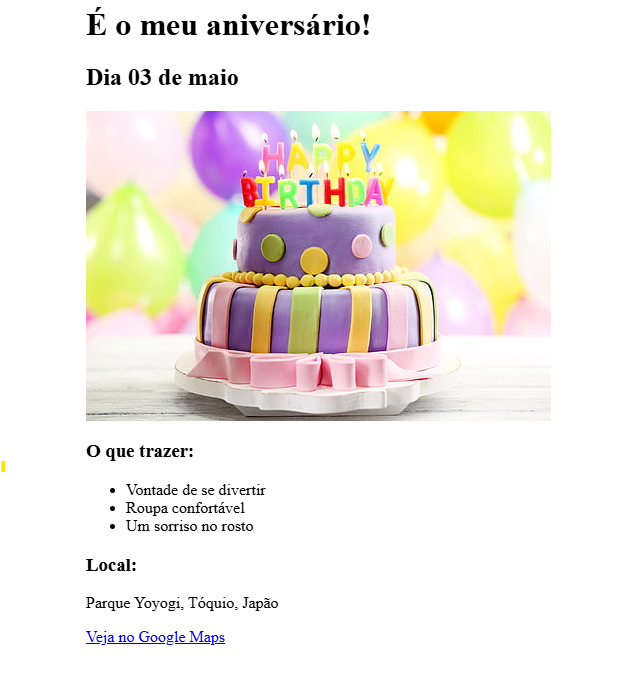 É o meu aniversário!
Dia 03 de maio
HAPPY
BIRTHDAY
O que trazer:
Vontade de se divertir
Roupa confortável
Um sorriso no rosto
Local:
Parque Yoyogi, Tóquio, Japão
Veja no Google Maps